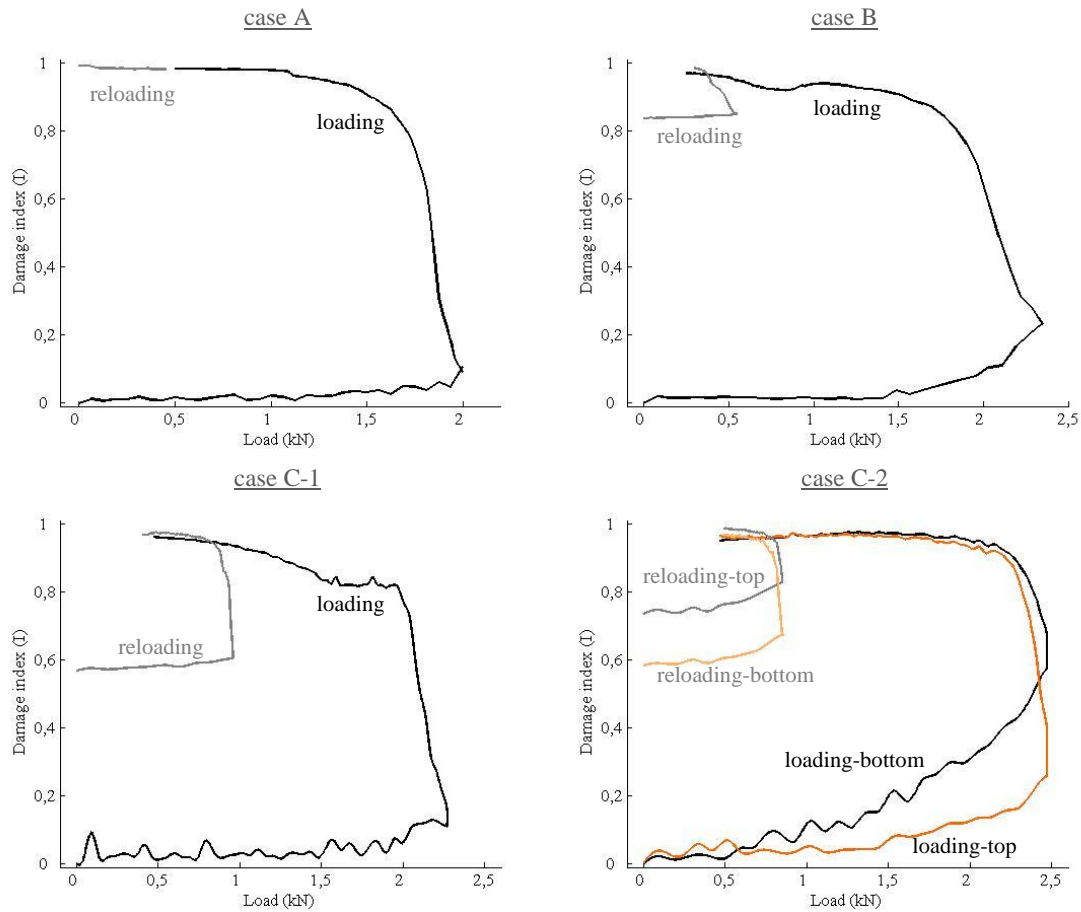 case A
case B
1
0,8
0,6
0,4
0,2
0
0
0,5
1
1,5
2
Damage index (I)
Load (kN)
reloading
loading
1
0,8
0,6
0,4
0,2
0
0
0,5
1
1,5
2
2,5
Damage index (I)
Load (kN)
reloading
loading
case C-1
case C-2
1
0,8
0,6
0,4
0,2
0
0
0,5
1
1,5
2
2,5
Damage index (I)
Load (kN)
loading
reloading
1
0,8
0,6
0,4
0,2
0
0
0,5
1
1,5
2
2,5
Damage index (I)
Load (kN)
reloading-top
reloading-bottom
loading-bottom
loading-top